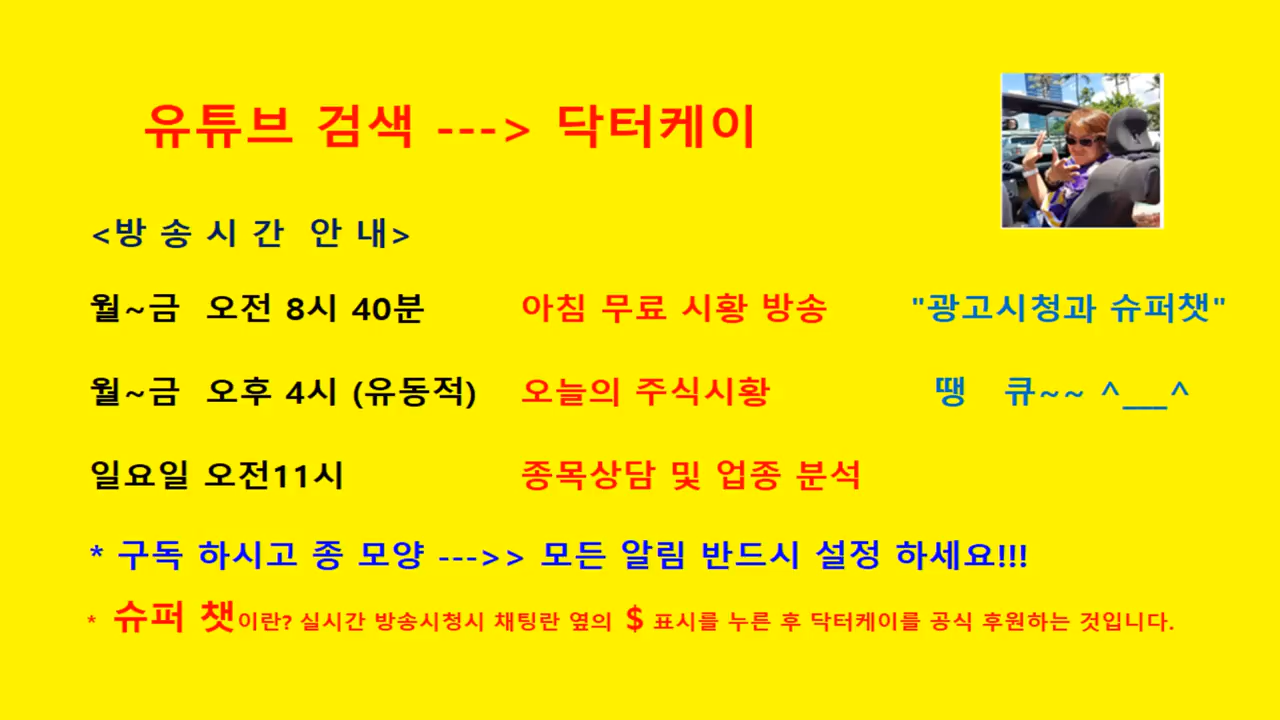 유튜브 검색 ---> 닥터케이
<방 송 시 간 안 내>
월~금 오전 8시 40분 아침 무료 시황 방송 "광고시청과 슈퍼챗"
월~금 오후 4시 (유동적) 오늘의 주식시황 땡 큐~~ ^___^
일요일 오전11시 종목상담 및 업종 분석
* 구독 하시고 종 모양 --->> 모든 알림 반드시 설정 하세요!!!
* 슈퍼 챗이란? 실시간 방송시청시 채팅란 옆의 $ 표시를 누른 후 닥터케이를 공식 후원하는 것입니다.